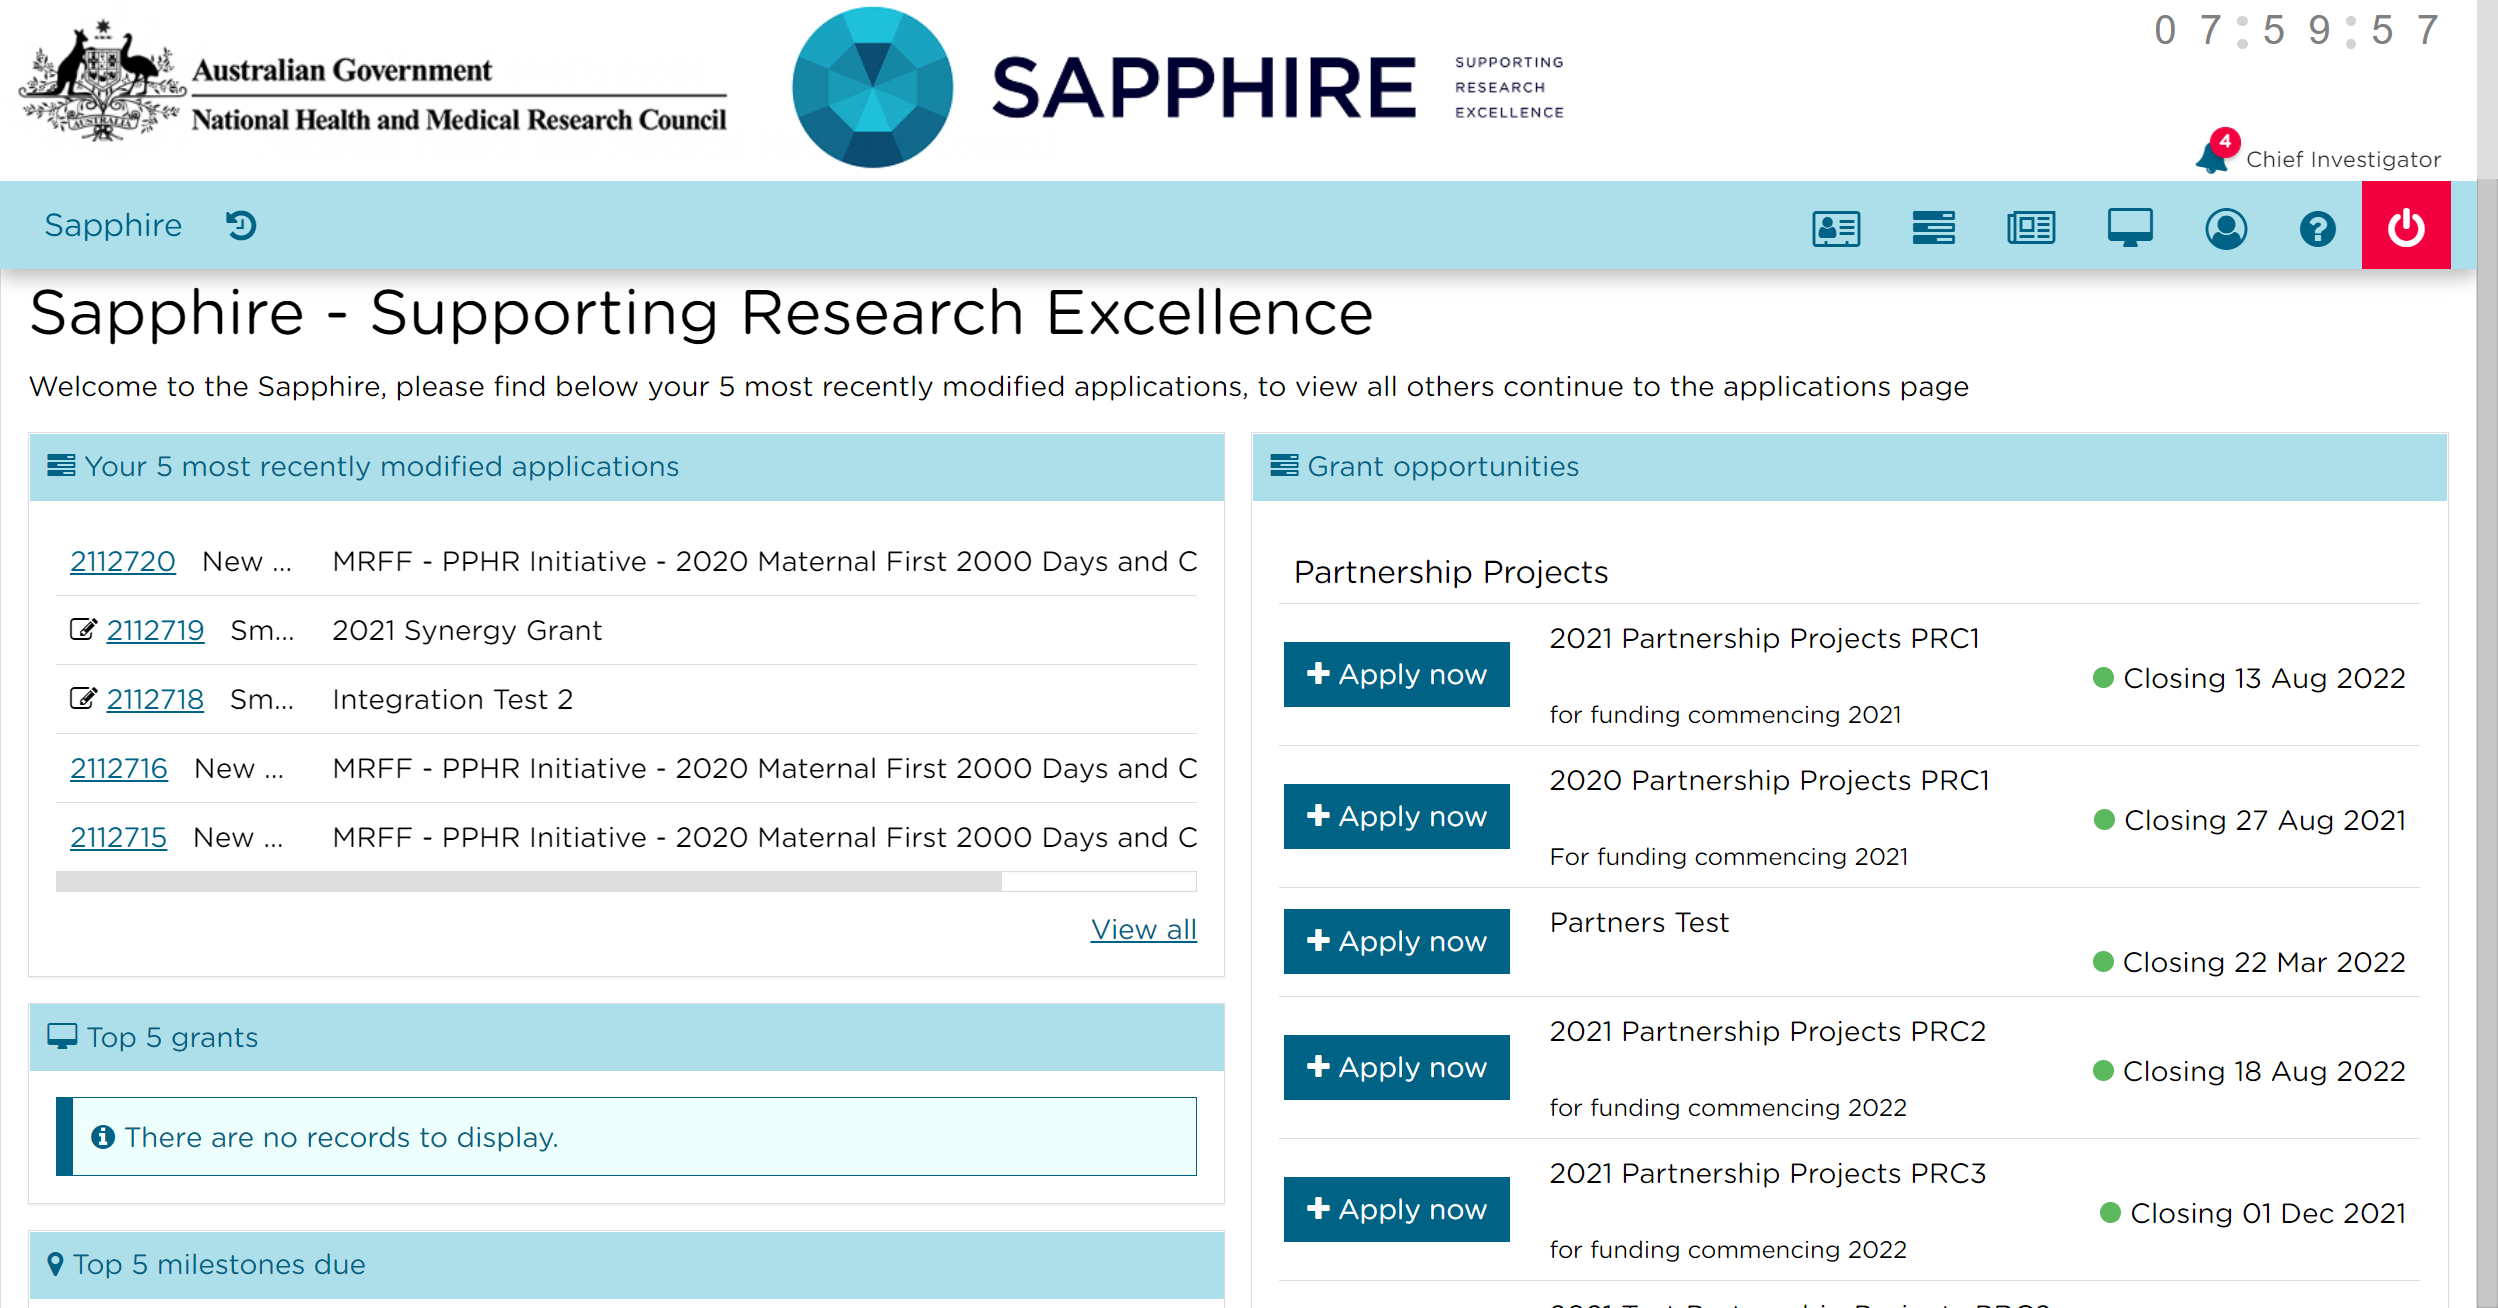 Australian Government
National Health and Medical Research Council
AUSTRALIA
SAPPHIRE
SUPPORTING
RESEARCH
EXCELLENCE
07:59:57
4
Chief Investigator
Sapphire
Sapphire - Supporting Research Excellence
Welcome to the Sapphire, please find below your 5 most recently modified applications, to view all others continue to the applications page
Your 5 most recently modified applications
2112720 New ... MRFF - PPHR Initiative - 2020 Maternal First 2000 Days and C
2112719 Sm... 2021 Synergy Grant
2112718 Sm... Integration Test 2
2112716 New ... MRFF - PPHR Initiative - 2020 Maternal First 2000 Days and C
2112715 New ... MRFF - PPHR Initiative - 2020 Maternal First 2000 Days and C
View all
Top 5 grants
There are no records to display.
Top 5 milestones due
Grant opportunities
Partnership Projects
Apply now
2021 Partnership Projects PRC1
for funding commencing 2021
Closing 13 Aug 2022
Apply now
2020 Partnership Projects PRC1
For funding commencing 2021
Closing 27 Aug 2021
Apply now
Partners Test
Closing 22 Mar 2022
Apply now
2021 Partnership Projects PRC2
for funding commencing 2022
Closing 18 Aug 2022
Apply now
2021 Partnership Projects PRC3
for funding commencing 2022
Closing 01 Dec 2021